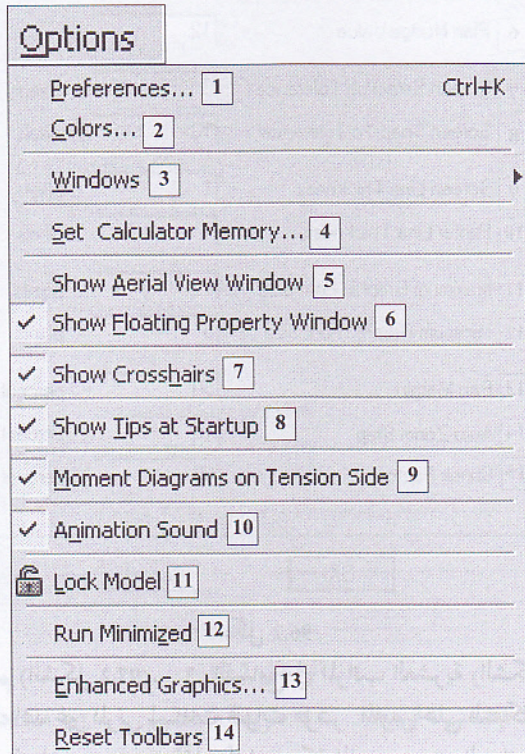 Options
Preferences... 1 Ctrl+K
Colors... 2
Windows 3
Set Calculator Memory... 4
Show Aerial View Window 5
Show Floating Property Window 6
Show Crosshairs 7
Show Tips at Startup 8
Moment Diagrams on Tension Side 9
Animation Sound 10
Lock Model 11
Run Minimized 12
Enhanced Graphics... 13
Reset Toolbars 14